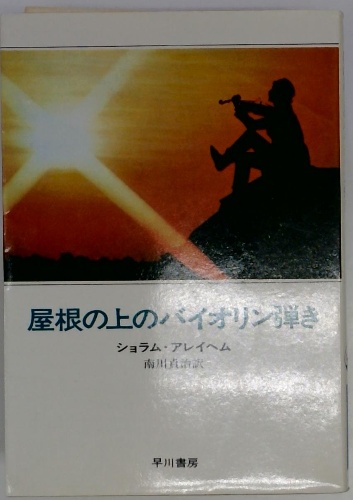 屋根の上のバイオリン弾き
ショラム・アレイヘム
南川貞治訳
早川書房